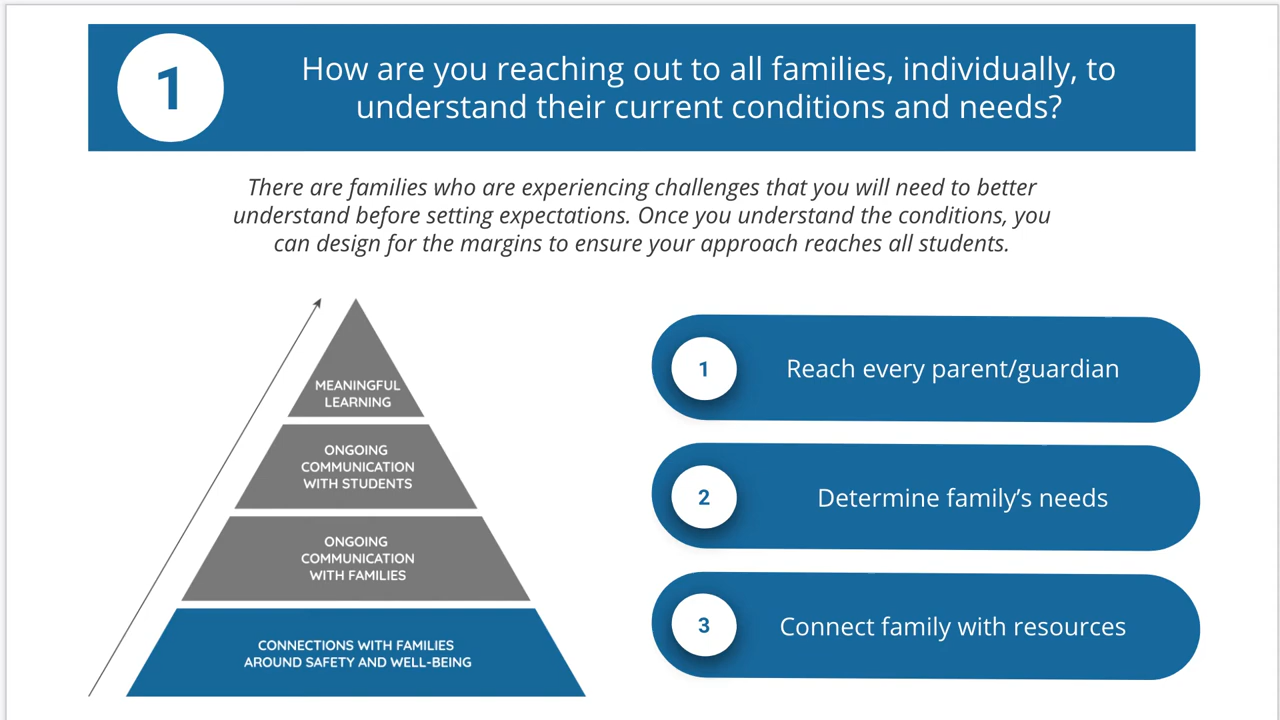 1
How are you reaching out to all families, individually, to
understand their current conditions and needs?
There are families who are experiencing challenges that you will need to better
understand before setting expectations. Once you understand the conditions, you
can design for the margins to ensure your approach reaches all students.
MEANINGFUL
LEARNING
ONGOING
COMMUNICATION
WITH STUDENTS
ONGOING
COMMUNICATION
WITH FAMILIES
CONNECTIONS WITH FAMILIES
AROUND SAFETY AND WELL-BEING
1
Reach every parent/guardian
2
Determine family’s needs
3
Connect family with resources